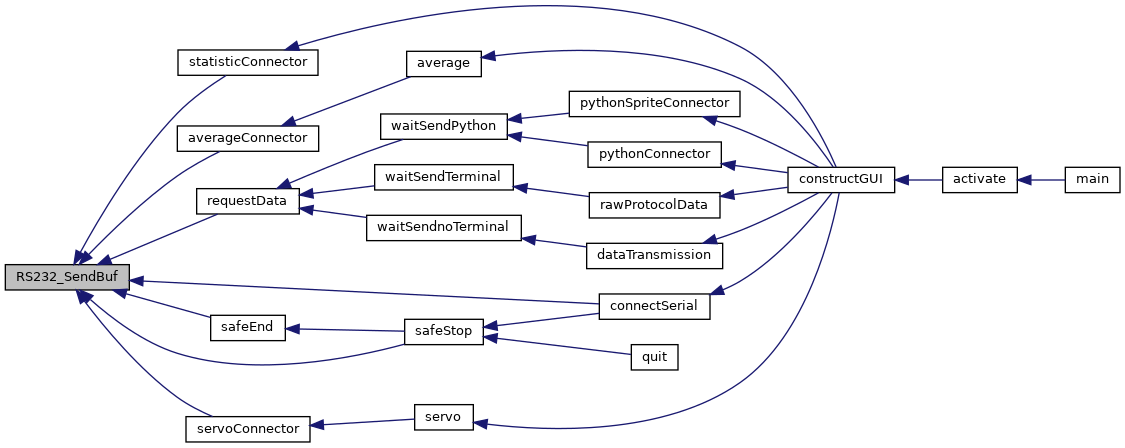 statisticConnector
average
pythonSpriteConnector
waitSendPython
averageConnector
pythonConnector
waitSendTerminal
constructGUI
activate
main
requestData
rawProtocolData
waitSendnoTerminal
dataTransmission
RS232_SendBuf
connectSerial
safeEnd
safeStop
quit
servo
servoConnector